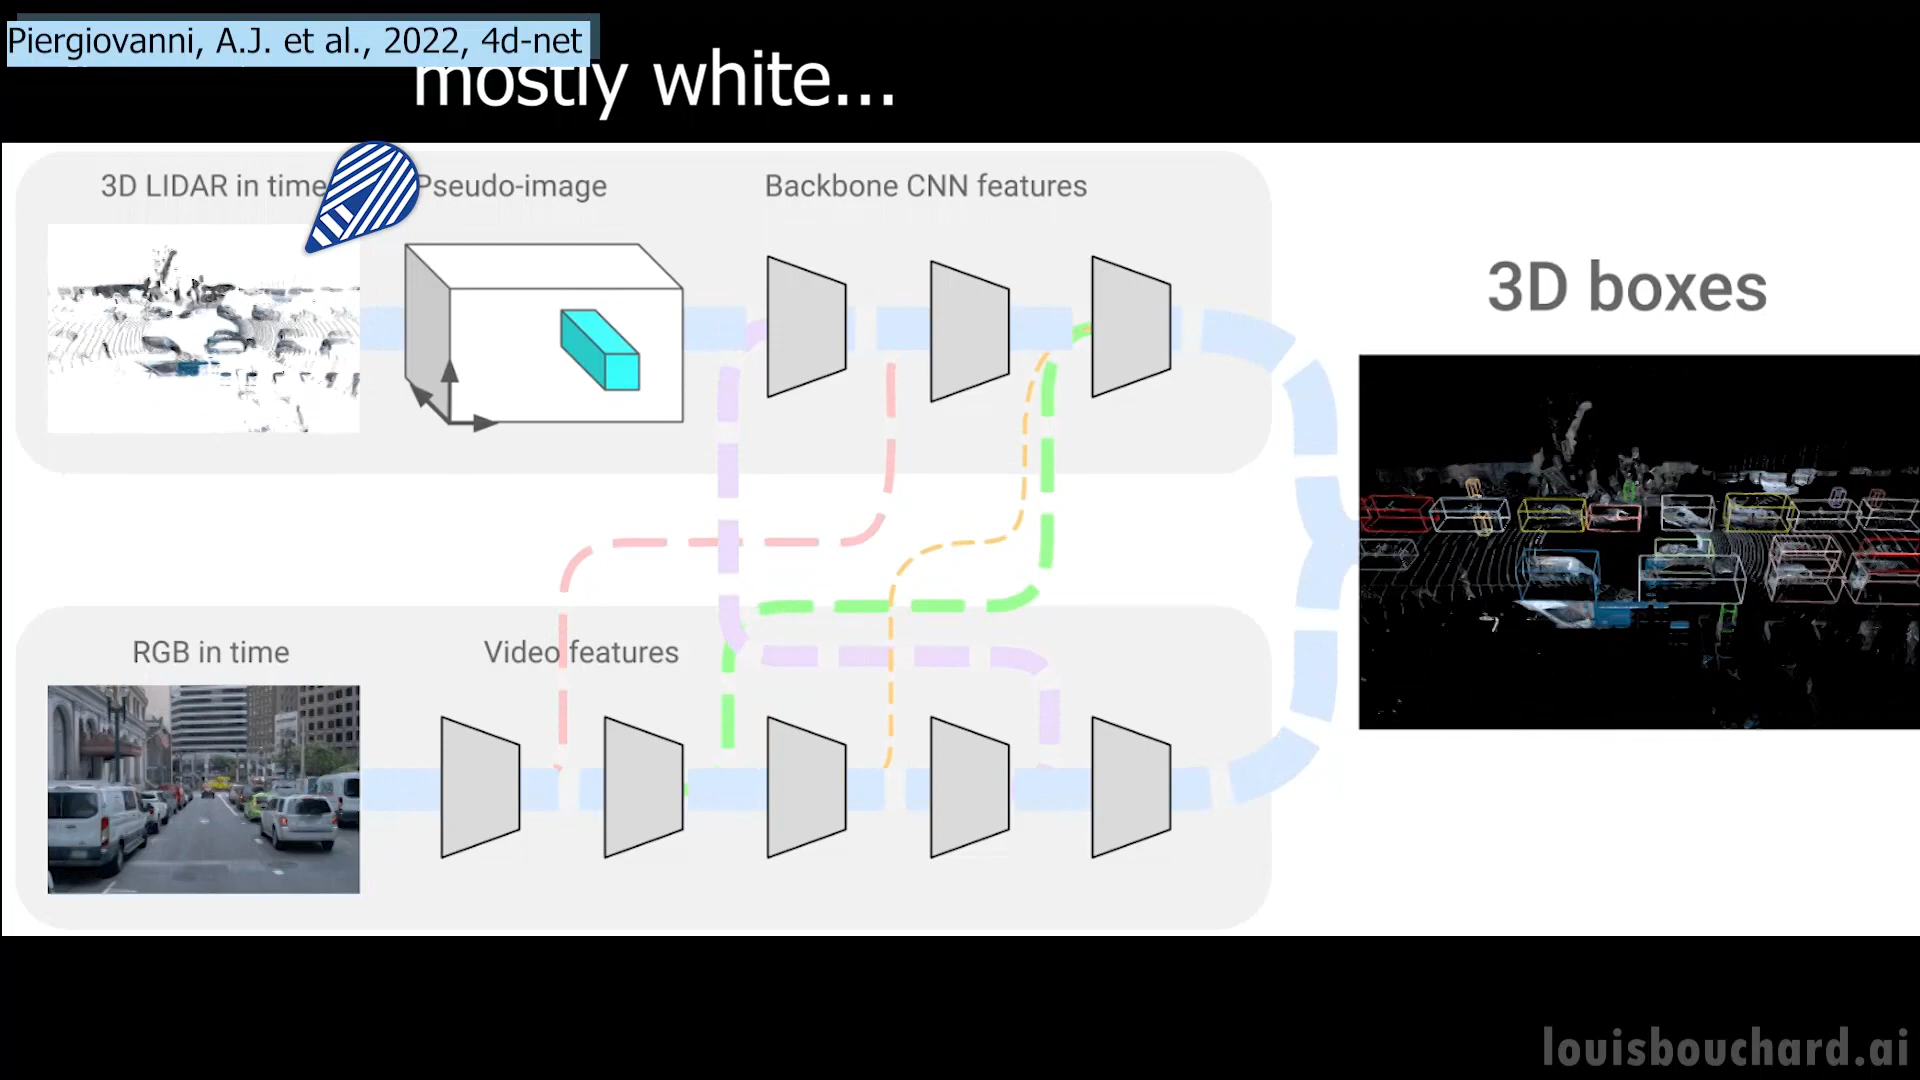 Piergiovanni, A.J. et al., 2022, 4d-net
mostly white...
3D LIDAR in time
Pseudo-image
Backbone CNN features
3D boxes
RGB in time
Video features
louisbouchard.ai